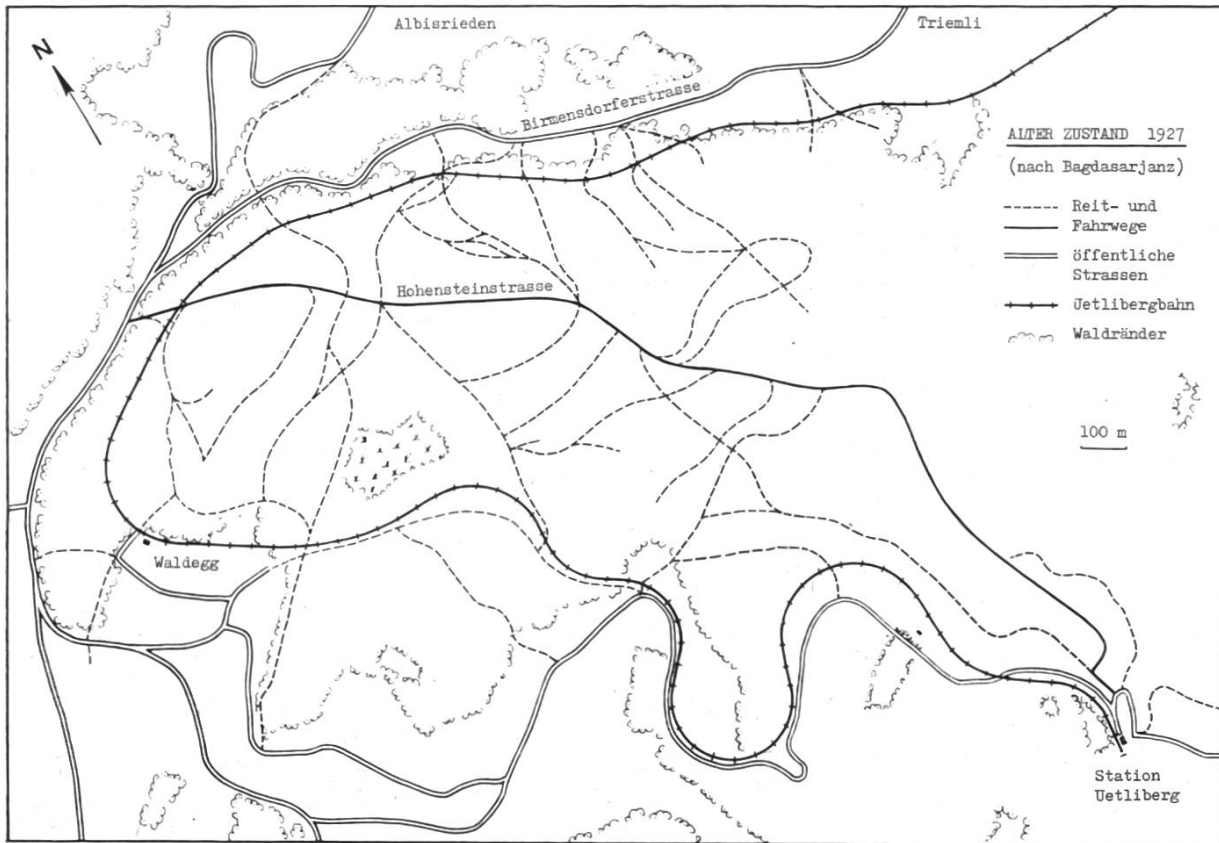 Albisrieden
Triemli
N
Birmensdorferstrasse
ALTER ZUSTAND 1927
(nach Bagdasarjanz)
Reit- und
Fahrwege
öffentliche
Strassen
Uetlibergbahn
Waldränder
Hohensteinstrasse
100 m
Waldegg
Station
Uetliberg